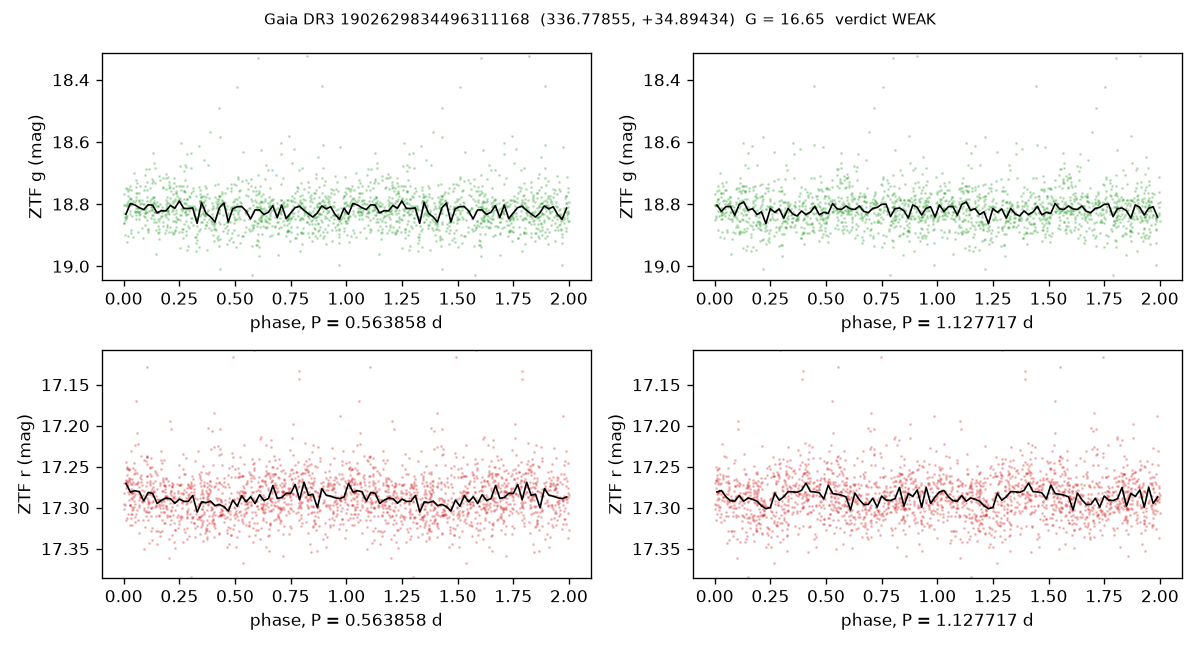 Gaia DR3 1902629834496311168  (336.77855, +34.89434)  G = 16.65  verdict WEAK
ZTF g (mag)
18.4
18.6
18.8
19.0
0.00 0.25 0.50 0.75 1.00 1.25 1.50 1.75 2.00
phase, P = 0.563858 d
ZTF g (mag)
18.4
18.6
18.8
19.0
0.00 0.25 0.50 0.75 1.00 1.25 1.50 1.75 2.00
phase, P = 1.127717 d
ZTF r (mag)
17.15
17.20
17.25
17.30
17.35
0.00 0.25 0.50 0.75 1.00 1.25 1.50 1.75 2.00
phase, P = 0.563858 d
ZTF r (mag)
17.15
17.20
17.25
17.30
17.35
0.00 0.25 0.50 0.75 1.00 1.25 1.50 1.75 2.00
phase, P = 1.127717 d